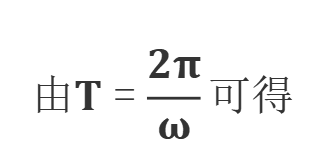 由T = 2π/ω 可得